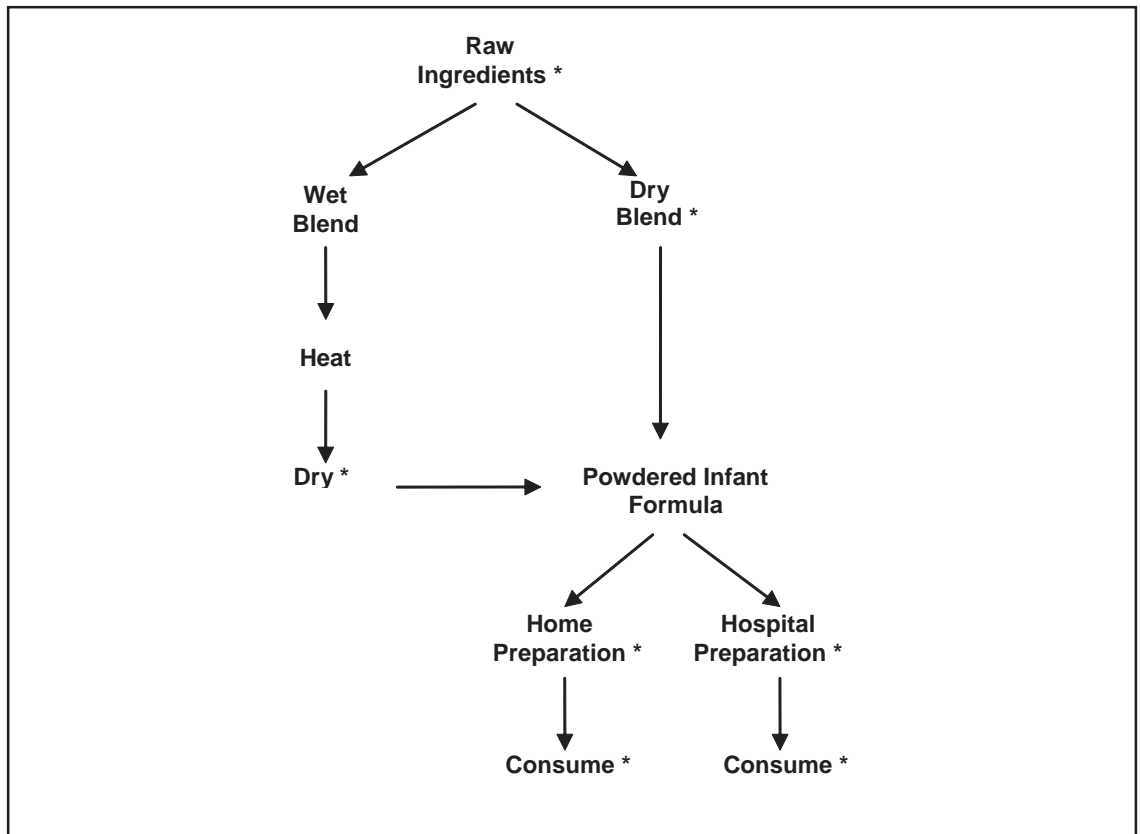 Raw
Ingredients *
Wet
Blend
Dry
Blend *
Heat
Dry *
Powdered Infant
Formula
Home
Preparation *
Hospital
Preparation *
Consume *
Consume *